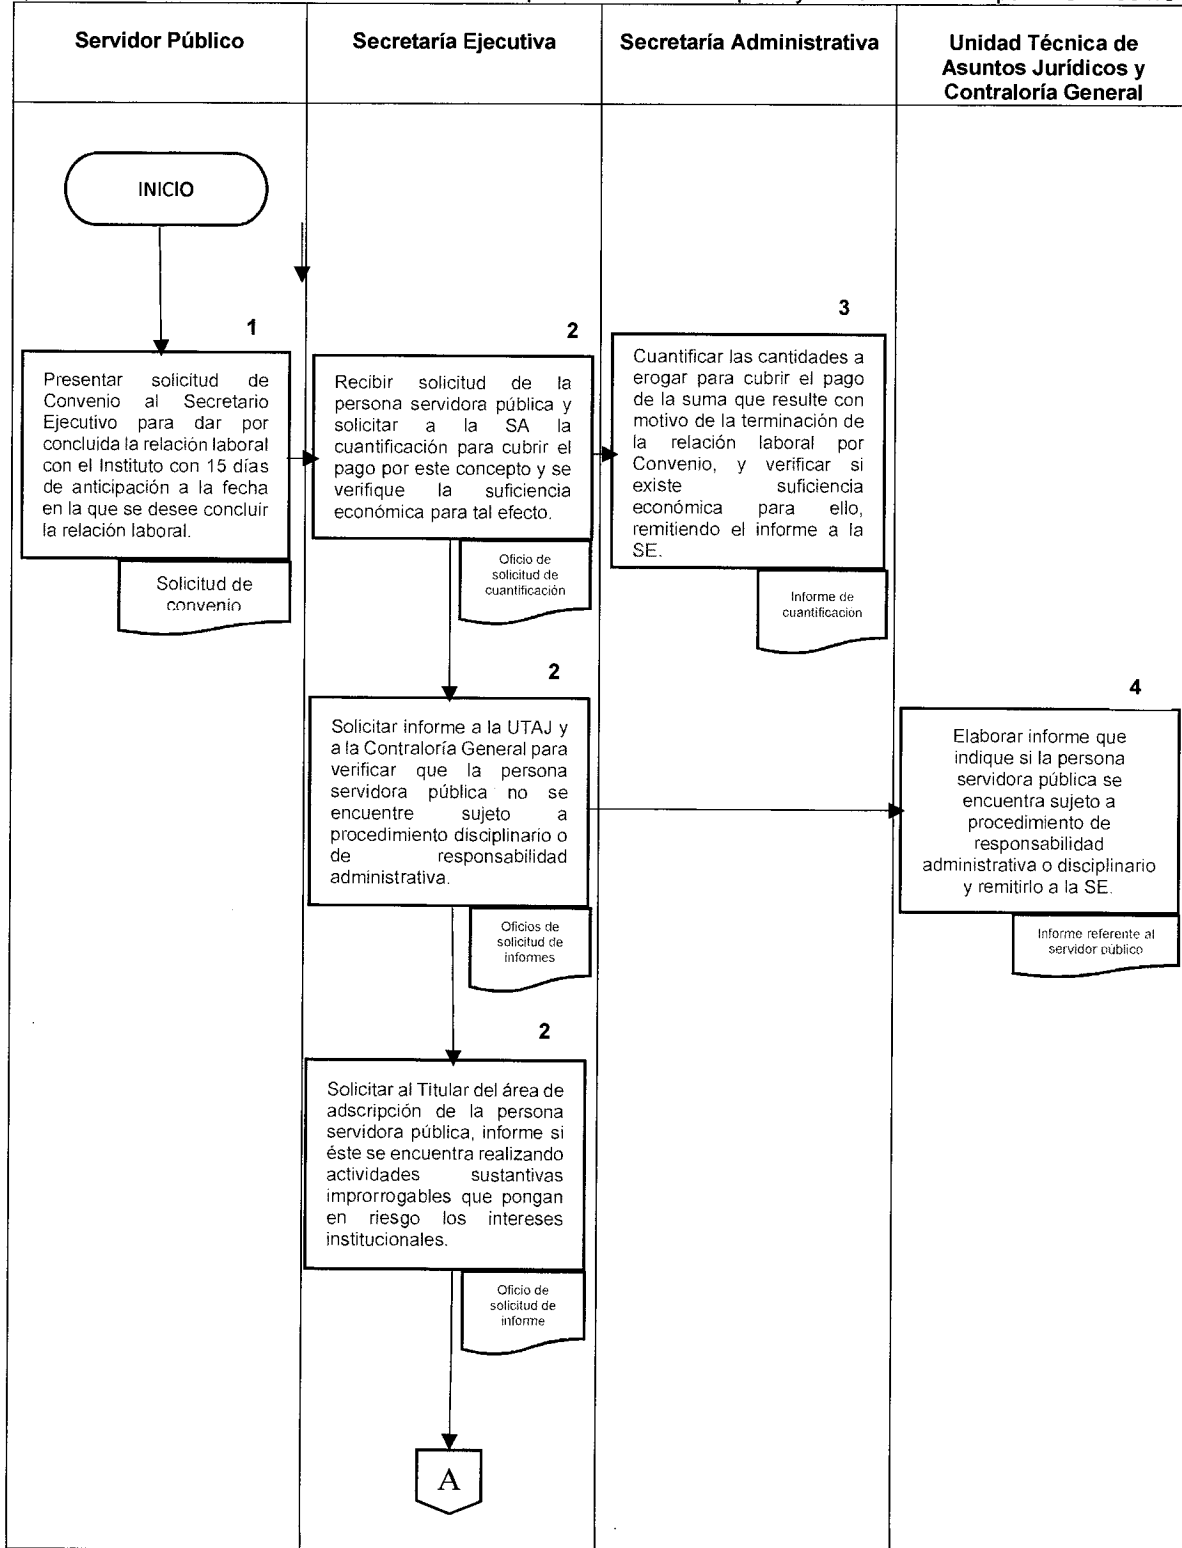 Servidor Público
Secretaría Ejecutiva
Secretaría Administrativa
Unidad Técnica de
Asuntos Jurídicos y
Contraloría General
INICIO
1
Presentar solicitud de
Convenio al Secretario
Ejecutivo para dar por
concluida la relación laboral
con el Instituto con 15 días
de anticipación a la fecha
en la que se desee concluir
la relación laboral.
Solicitud de
convenio
2
Recibir solicitud de la
persona servidora pública y
solicitar a la SA la
cuantificación para cubrir el
pago por este concepto y se
verifique la suficiencia
económica para tal efecto.
Oficio de
solicitud de
cuantificación
3
Cuantificar las cantidades a
erogar para cubrir el pago
de la suma que resulte con
motivo de la terminación de
la relación laboral por
Convenio, y verificar si
existe suficiencia
económica para ello,
remitiendo el informe a la
SE.
Informe de
cuantificación
2
Solicitar informe a la UTAJ y
a la Contraloría General para
verificar que la persona
servidora pública no se
encuentre sujeto a
procedimiento disciplinario o
de responsabilidad
administrativa.
Oficios de
solicitud de
informes
4
Elaborar informe que
indique si la persona
servidora pública se
encuentra sujeto a
procedimiento de
responsabilidad
administrativa o disciplinario
y remitirlo a la SE.
Informe referente al
servidor público
2
Solicitar al Titular del área de
adscripción de la persona
servidora pública, informe si
éste se encuentra realizando
actividades sustantivas
improrrogables que pongan
en riesgo los intereses
institucionales.
Oficio de
solicitud de
informe
A